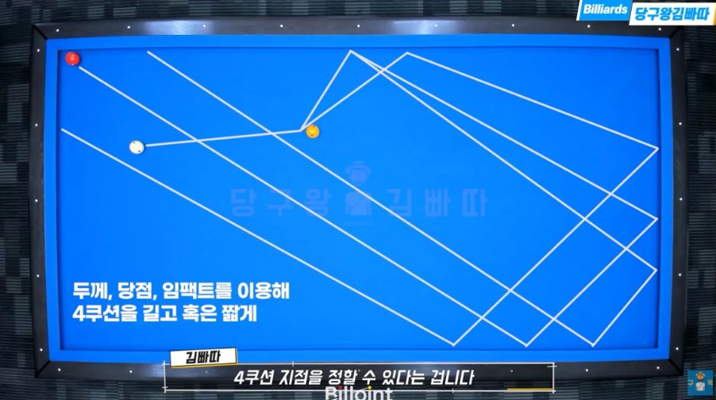 Billiards 당구왕김빠따
당구왕 김빠따
두께, 당점, 임팩트를 이용해
4쿠션을 길고 혹은 짧게
김빠따
4쿠션 지점을 정할 수 있다는 겁니다
Billoint